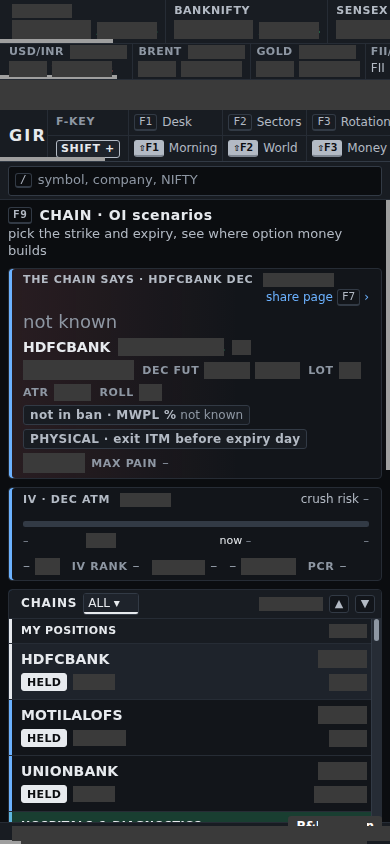 BANKNIFTY SENSEX
USD/INR BRENT GOLD FII/
FII
GIR F-KEY F1 Desk F2 Sectors F3 Rotation
SHIFT + ⇧F1 Morning ⇧F2 World ⇧F3 Money
/ symbol, company, NIFTY
F9 CHAIN · OI scenarios
pick the strike and expiry, see where option money
builds
THE CHAIN SAYS · HDFCBANK DEC
share page F7 ›
not known
HDFCBANK
DEC FUT LOT
ATR ROLL
not in ban · MWPL % not known
PHYSICAL · exit ITM before expiry day
MAX PAIN –
IV · DEC ATM crush risk –
– now – –
– IV RANK – – – PCR –
CHAINS ALL ▾ ▲ ▼
MY POSITIONS
HDFCBANK
HELD
MOTILALOFS
HELD
UNIONBANK
HELD